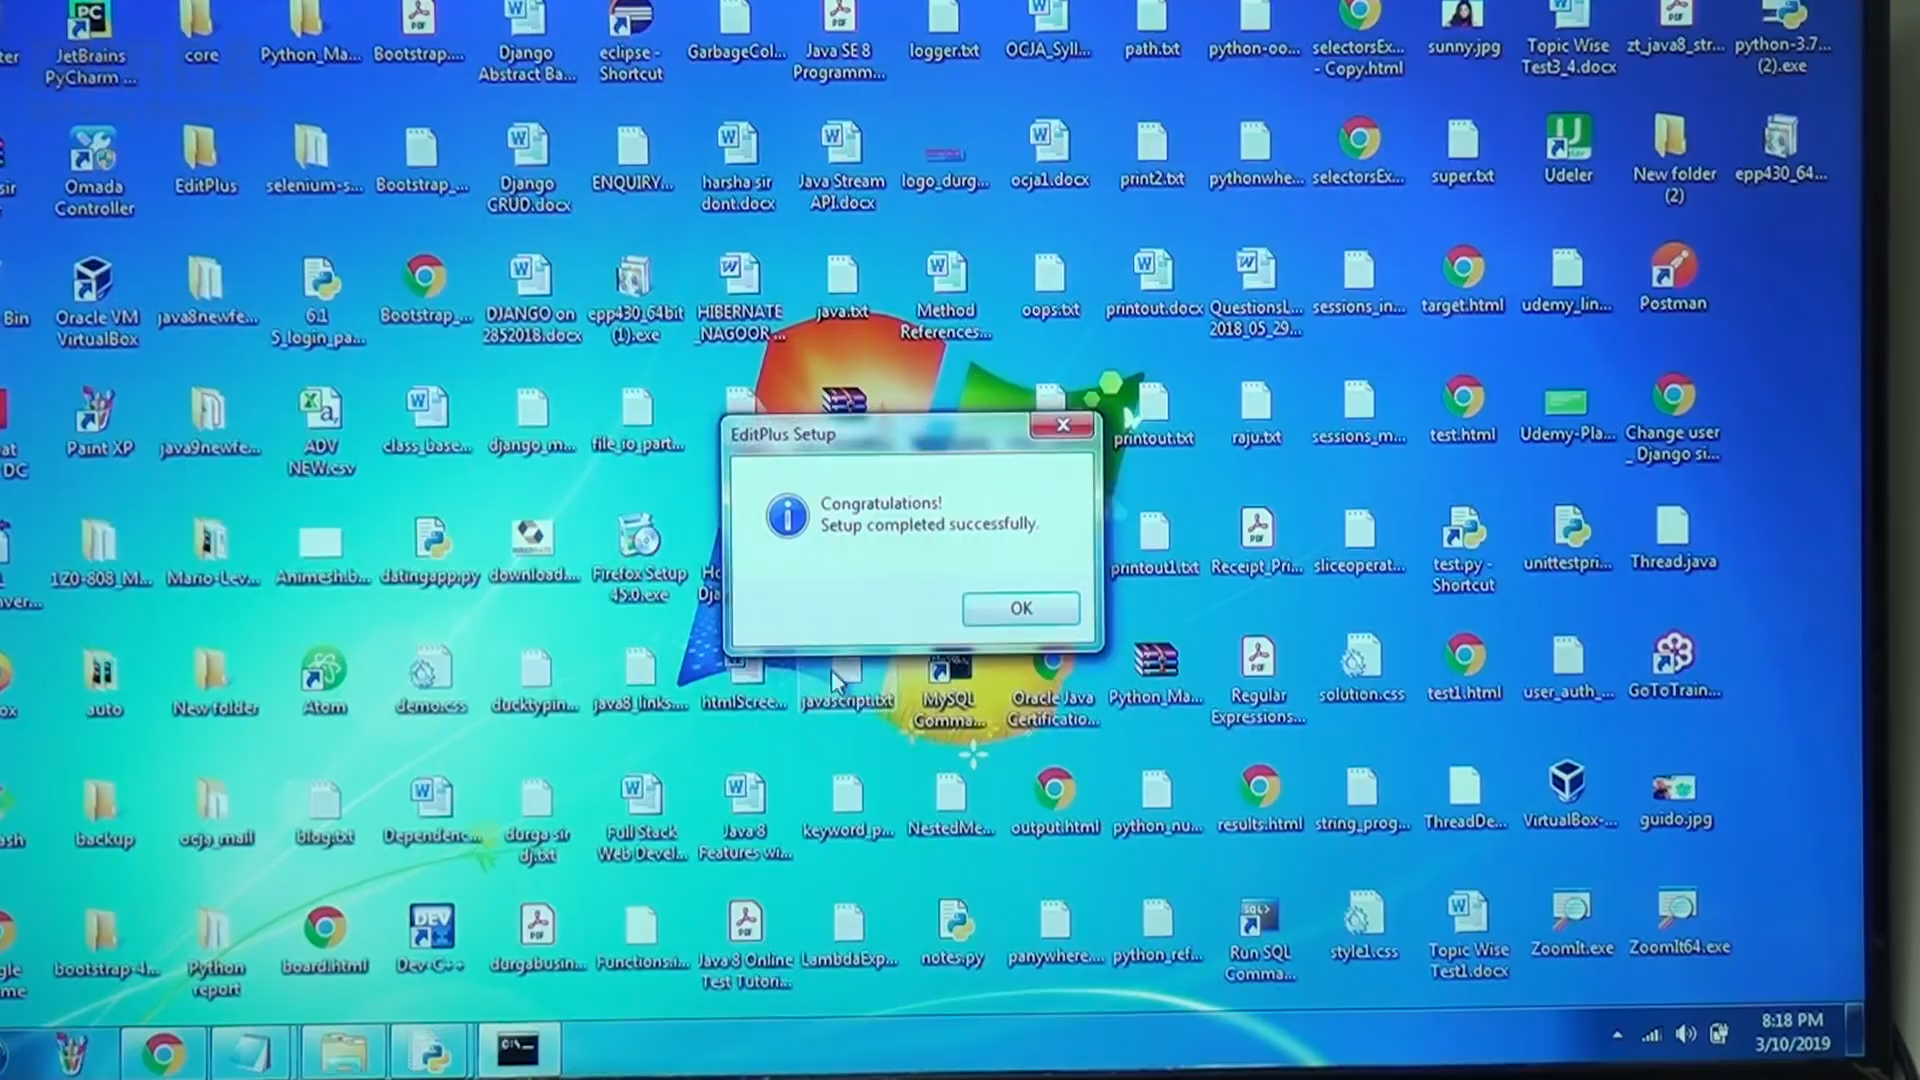 JetBrains
PyCharm ...
core
Python_Ma...
Bootstrap....
Django
Abstract Ba...
eclipse -
Shortcut
GarbageCol...
Java SE 8
Programm...
logger.txt
OCJA_Syll...
path.txt
python-oo...
selectorsEx...
- Copy.html
sunny.jpg
Topic Wise
Test3_4.docx
zt_java8_str...
python-3.7...
(2).exe
Omada
Controller
EditPlus
selenium-s...
Bootstrap_...
Django
GRUD.docx
ENQUIRY...
harsha sir
dont.docx
Java Stream
API.docx
logo_durg...
ocja1.docx
print2.txt
pythonwhe...
selectorsEx...
super.txt
Udeler
New folder
(2)
epp430_64...
Bin
Oracle VM
VirtualBox
java8newfe...
6.1
S_login_pa...
Bootstrap_...
DJANGO on
2852018.docx
epp430_64bit
(1).exe
HIBERNATE
_NAGOOR...
java.txt
Method
References...
oops.txt
printout.docx
QuestionsL...
2018_05_29...
sessions_in...
target.html
udemy_lin...
Postman
DC
Paint XP
java9newfe...
ADV
NEW.csv
class_base...
django_m...
file_io_part...
printout.txt
raju.txt
sessions_m...
test.html
Udemy-Pla...
Change user
_ Django si...
EditPlus Setup
Congratulations!
Setup completed successfully.
OK
1Z0-808_M...
Mario-Lev...
Animesh.b...
datingapp.py
download....
Firefox Setup
45.0.exe
printout1.txt
Receipt_Pri...
sliceoperat...
test.py -
Shortcut
unittestpri...
Thread.java
auto
New folder
Atom
demo.css
ducktypin...
java8_links...
htmlScree...
javascript.txt
MySQL
Comma...
Oracle Java
Certificatio...
Python_Ma...
Regular
Expressions...
solution.css
test1.html
user_auth_...
GoToTrain...
backup
ocja_mail
blog.txt
Dependenc...
durga sir
dj.txt
Full Stack
Web Devel...
Java 8
Features wi...
keyword_p...
NestedMe...
output.html
python_nu...
results.html
string_prog...
ThreadDe...
VirtualBox-...
guido.jpg
bootstrap-4...
Python
report
board.html
Dev-C++
durgabusin...
Functions.i...
Java 8 Online
Test Tutori...
LambdaExp...
notes.py
panywhere....
python_ref...
Run SQL
Comma...
style1.css
Topic Wise
Test1.docx
ZoomIt.exe
ZoomIt64.exe
8:18 PM
3/10/2019